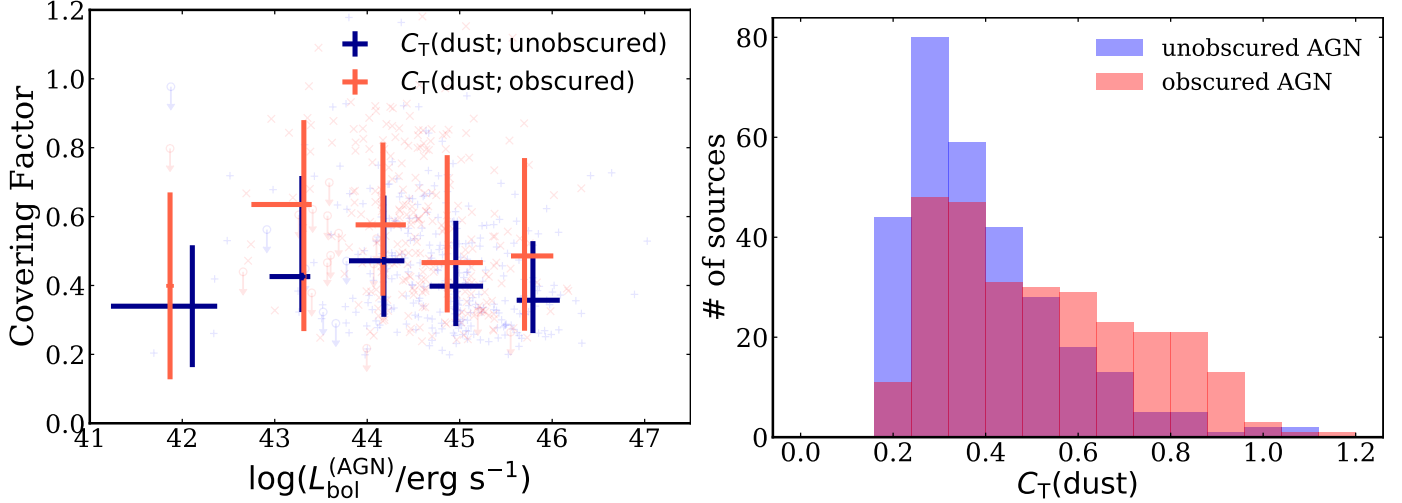 1.2
1.0
0.8
0.6
0.4
0.2
0.0
Covering Factor
C_T(dust; unobscured)
C_T(dust; obscured)
41 42 43 44 45 46 47
log(L_bol^(AGN)/erg s⁻¹)
80
60
40
20
0
# of sources
unobscured AGN
obscured AGN
0.0 0.2 0.4 0.6 0.8 1.0 1.2
C_T(dust)